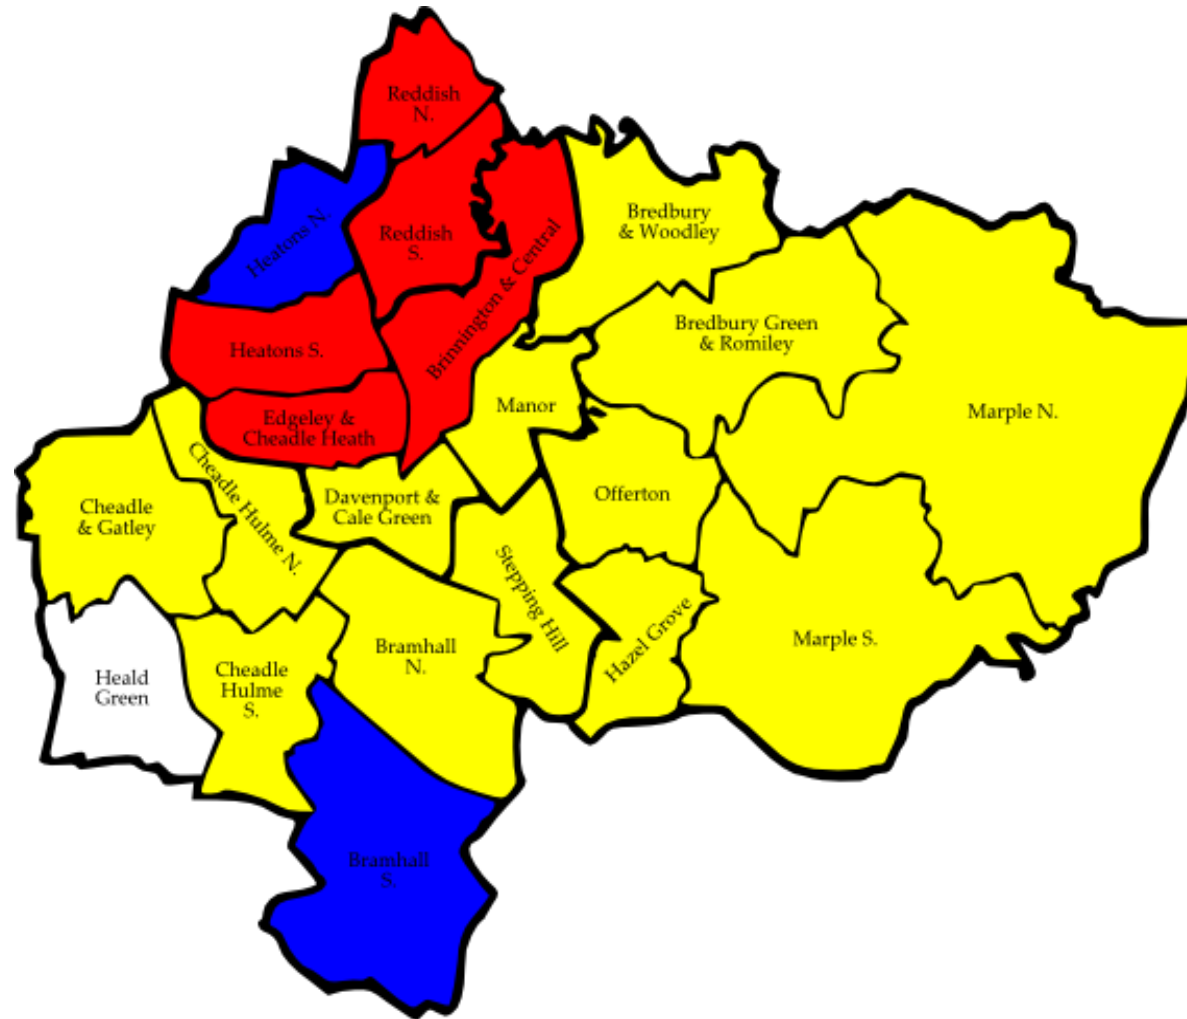 Reddish
N.
Heatons N.
Reddish
S.
Brinnington & Central
Bredbury
& Woodley
Bredbury Green
& Romiley
Heatons S.
Edgeley &
Cheadle Heath
Manor
Marple N.
Cheadle
& Gatley
Cheadle Hulme N.
Davenport &
Cale Green
Offerton
Stepping Hill
Hazel Grove
Marple S.
Heald
Green
Cheadle
Hulme
S.
Bramhall
N.
Bramhall
S.